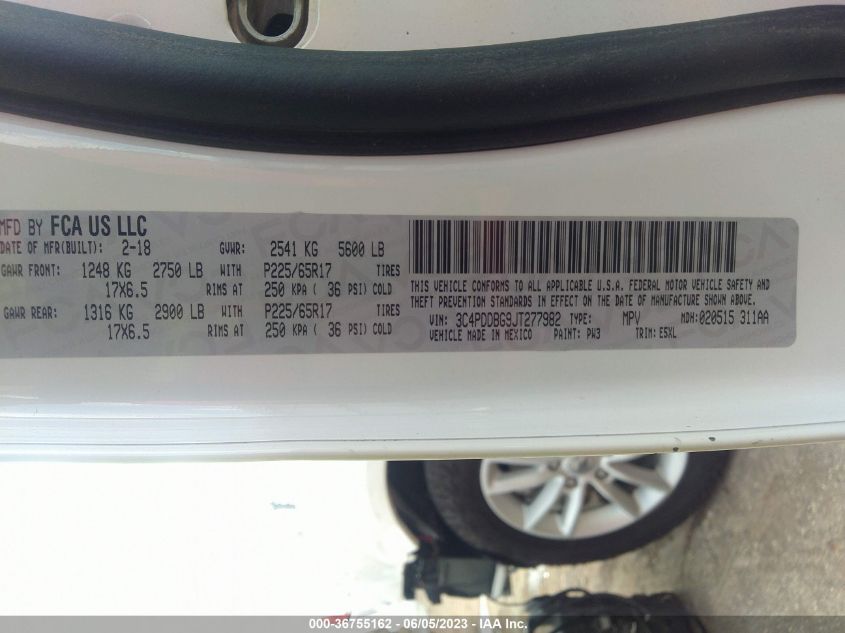 MFD BY FCA US LLC
DATE OF MFR(BUILT): 2-18 GVWR: 2541 KG 5600 LB
GAWR FRONT: 1248 KG 2750 LB WITH P225/65R17 TIRES
17X6.5 RIMS AT 250 KPA ( 36 PSI) COLD
GAWR REAR: 1316 KG 2900 LB WITH P225/65R17 TIRES
17X6.5 RIMS AT 250 KPA ( 36 PSI) COLD
THIS VEHICLE CONFORMS TO ALL APPLICABLE U.S.A. FEDERAL MOTOR VEHICLE SAFETY AND
THEFT PREVENTION STANDARDS IN EFFECT ON THE DATE OF MANUFACTURE SHOWN ABOVE.
VIN: 3C4PDDBG9JT277982 TYPE: MPV MDH:020515 311AA
VEHICLE MADE IN MEXICO PAINT: PW3 TRIM: E5XL
000-36755162 - 06/05/2023 - IAA Inc.